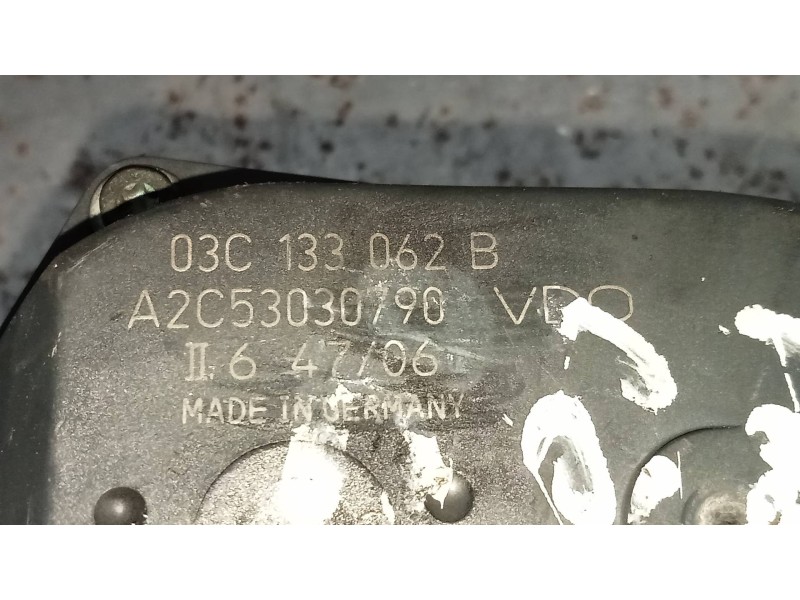 03C 133 062 B
A2C53030790 VDO
II.6 47/06
MADE IN GERMANY